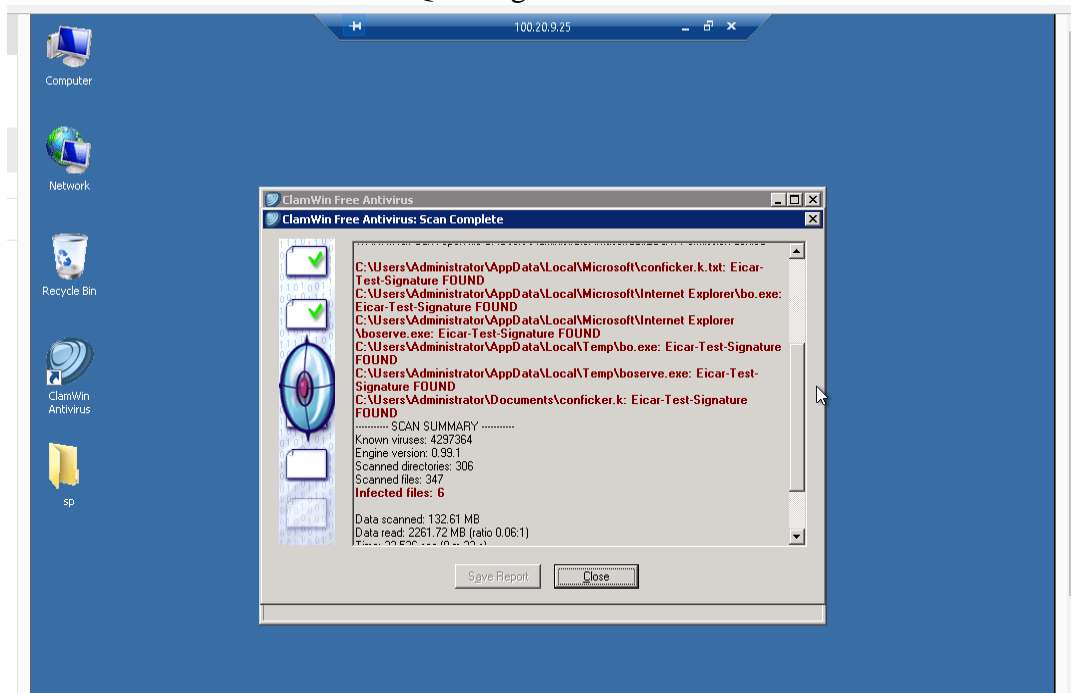 100.20.9.25
Computer
Network
Recycle Bin
ClamWin
Antivirus
sp
ClamWin Free Antivirus
ClamWin Free Antivirus: Scan Complete
C:\Users\Administrator\AppData\Local\Microsoft\conficker.k.txt: Eicar-
Test-Signature FOUND
C:\Users\Administrator\AppData\Local\Microsoft\Internet Explorer\bo.exe:
Eicar-Test-Signature FOUND
C:\Users\Administrator\AppData\Local\Microsoft\Internet Explorer
\boserve.exe: Eicar-Test-Signature FOUND
C:\Users\Administrator\AppData\Local\Temp\bo.exe: Eicar-Test-Signature
FOUND
C:\Users\Administrator\AppData\Local\Temp\boserve.exe: Eicar-Test-
Signature FOUND
C:\Users\Administrator\Documents\conficker.k: Eicar-Test-Signature
FOUND
----------- SCAN SUMMARY -----------
Known viruses: 4297364
Engine version: 0.99.1
Scanned directories: 306
Scanned files: 347
Infected files: 6
Data scanned: 132.61 MB
Data read: 2261.72 MB (ratio 0.06:1)
Save Report
Close